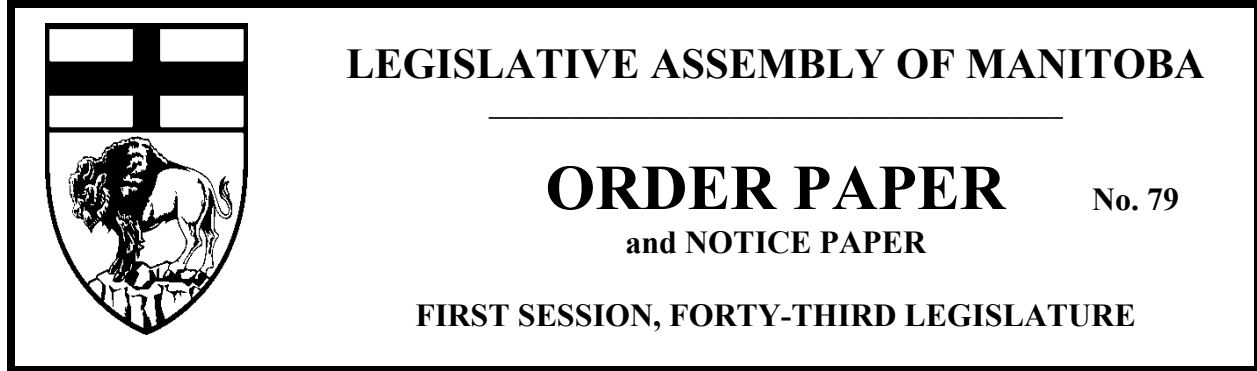 LEGISLATIVE ASSEMBLY OF MANITOBA
ORDER PAPER No. 79
and NOTICE PAPER
FIRST SESSION, FORTY-THIRD LEGISLATURE